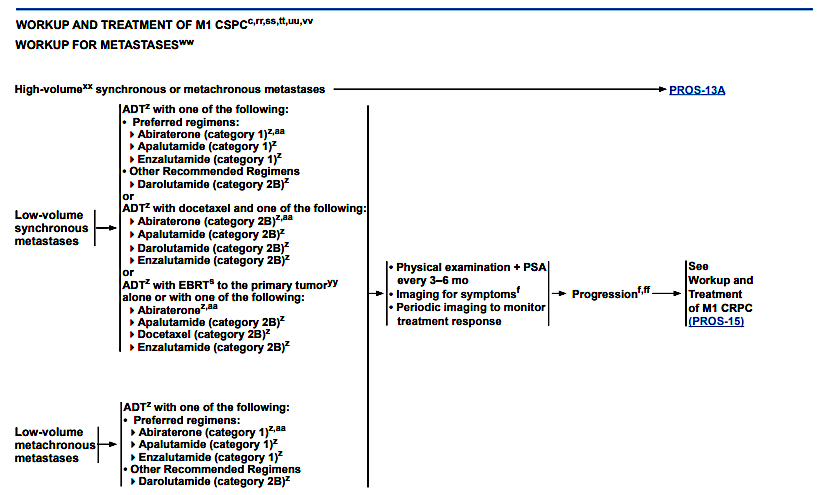 WORKUP AND TREATMENT OF M1 CSPCc,rr,ss,tt,uu,vv
WORKUP FOR METASTASESww
High-volumexx synchronous or metachronous metastases
PROS-13A
Low-volume
synchronous
metastases
ADTz with one of the following:
• Preferred regimens:
Abiraterone (category 1)z,aa
Apalutamide (category 1)z
Enzalutamide (category 1)z
• Other Recommended Regimens
Darolutamide (category 2B)z
or
ADTz with docetaxel and one of the following:
Abiraterone (category 2B)z,aa
Apalutamide (category 2B)z
Darolutamide (category 2B)z
Enzalutamide (category 2B)z
or
ADTz with EBRTs to the primary tumoryy
alone or with one of the following:
Abirateronez,aa
Apalutamide (category 2B)z
Docetaxel (category 2B)z
Enzalutamide (category 2B)z
Low-volume
metachronous
metastases
ADTz with one of the following:
• Preferred regimens:
Abiraterone (category 1)z,aa
Apalutamide (category 1)z
Enzalutamide (category 1)z
• Other Recommended Regimens
Darolutamide (category 2B)z
• Physical examination + PSA
every 3–6 mo
• Imaging for symptomsf
• Periodic imaging to monitor
treatment response
Progressionf,ff
See
Workup and
Treatment
of M1 CRPC
(PROS-15)